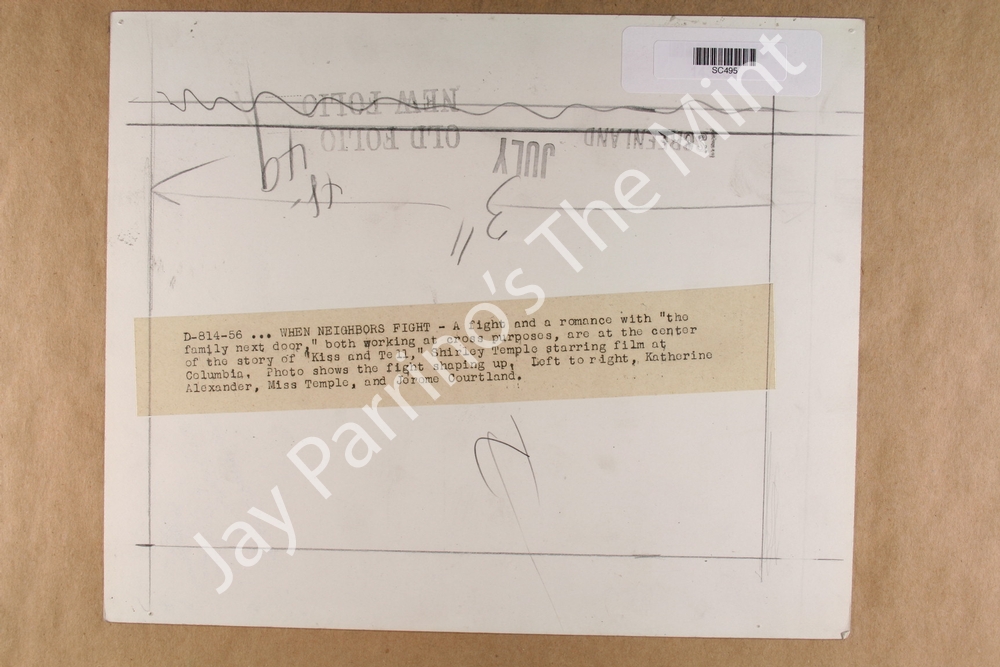 SC495
NEW FOLIO
OLD FOLIO
GREENLAND
JULY
49
3"
D-814-56 ... WHEN NEIGHBORS FIGHT - A fight and a romance with "the
family next door," both working at cross purposes, are at the center
of the story of "Kiss and Tell," Shirley Temple starring film at
Columbia. Photo shows the fight shaping up. Left to right, Katherine
Alexander, Miss Temple, and Jerome Courtland.
Jay Parrino's The Mint